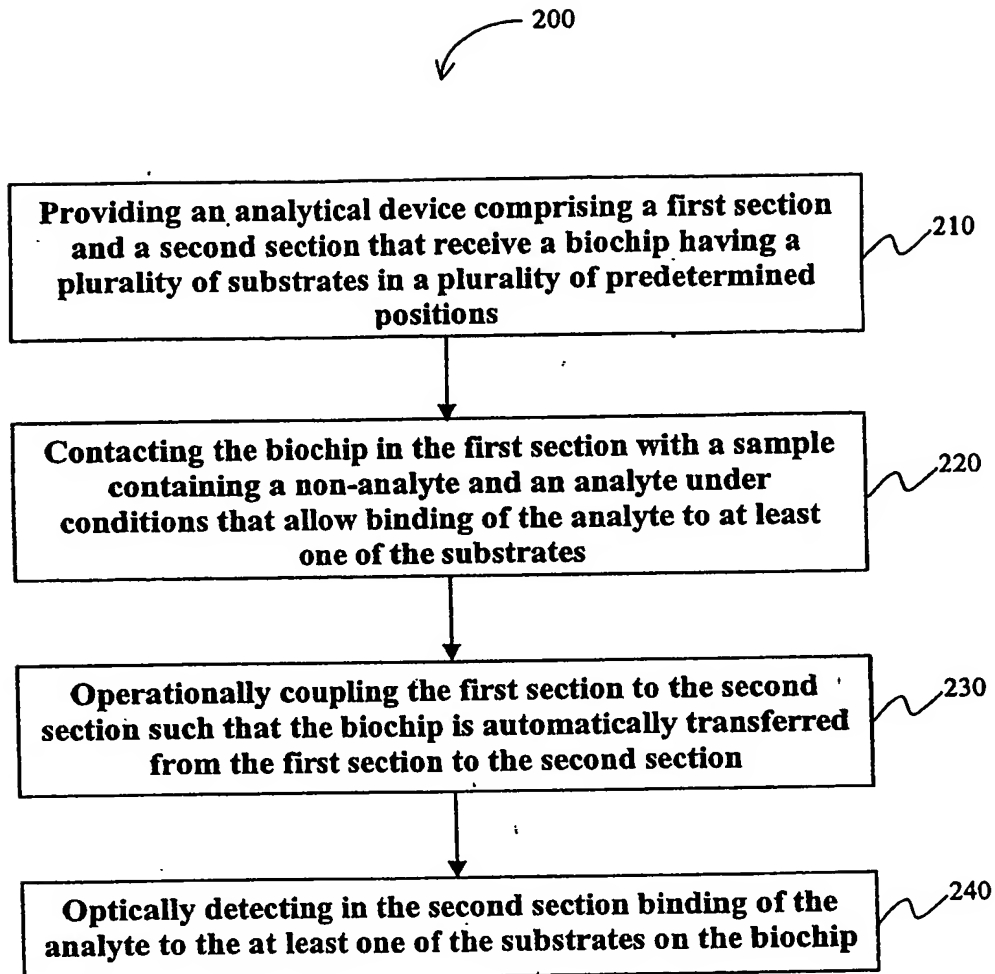 200
Providing an analytical device comprising a first section
and a second section that receive a biochip having a
plurality of substrates in a plurality of predetermined
positions
210
Contacting the biochip in the first section with a sample
containing a non-analyte and an analyte under
conditions that allow binding of the analyte to at least
one of the substrates
220
Operationally coupling the first section to the second
section such that the biochip is automatically transferred
from the first section to the second section
230
Optically detecting in the second section binding of the
analyte to the at least one of the substrates on the biochip
240